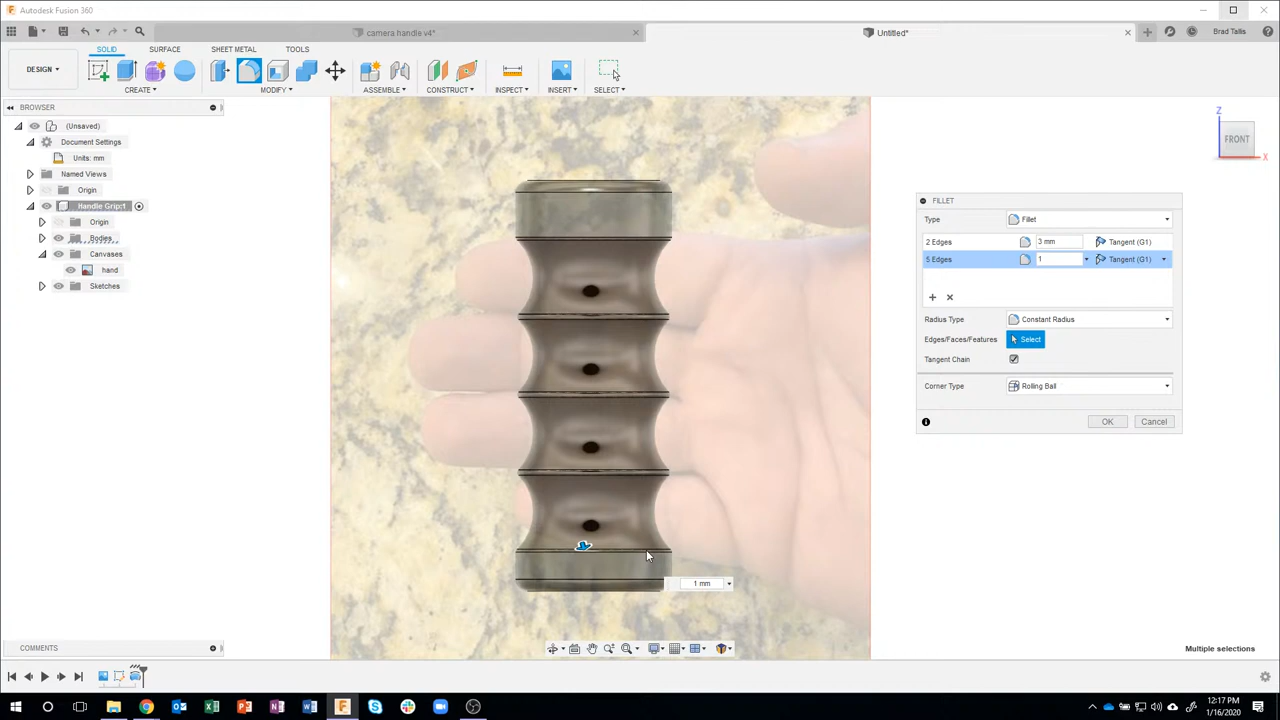 Autodesk Fusion 360
camera handle v4*
Untitled*
Brad Tallis
DESIGN
SOLID
SURFACE
SHEET METAL
TOOLS
CREATE
MODIFY
ASSEMBLE
CONSTRUCT
INSPECT
INSERT
SELECT
BROWSER
(Unsaved)
Document Settings
Units: mm
Named Views
Origin
Handle Grip:1
Origin
Bodies
Canvases
hand
Sketches
Z
FRONT
X
FILLET
Type
Fillet
2 Edges
3 mm
Tangent (G1)
5 Edges
1
Tangent (G1)
Radius Type
Constant Radius
Edges/Faces/Features
Select
Tangent Chain
Corner Type
Rolling Ball
OK
Cancel
1 mm
COMMENTS
Multiple selections
12:17 PM
1/16/2020